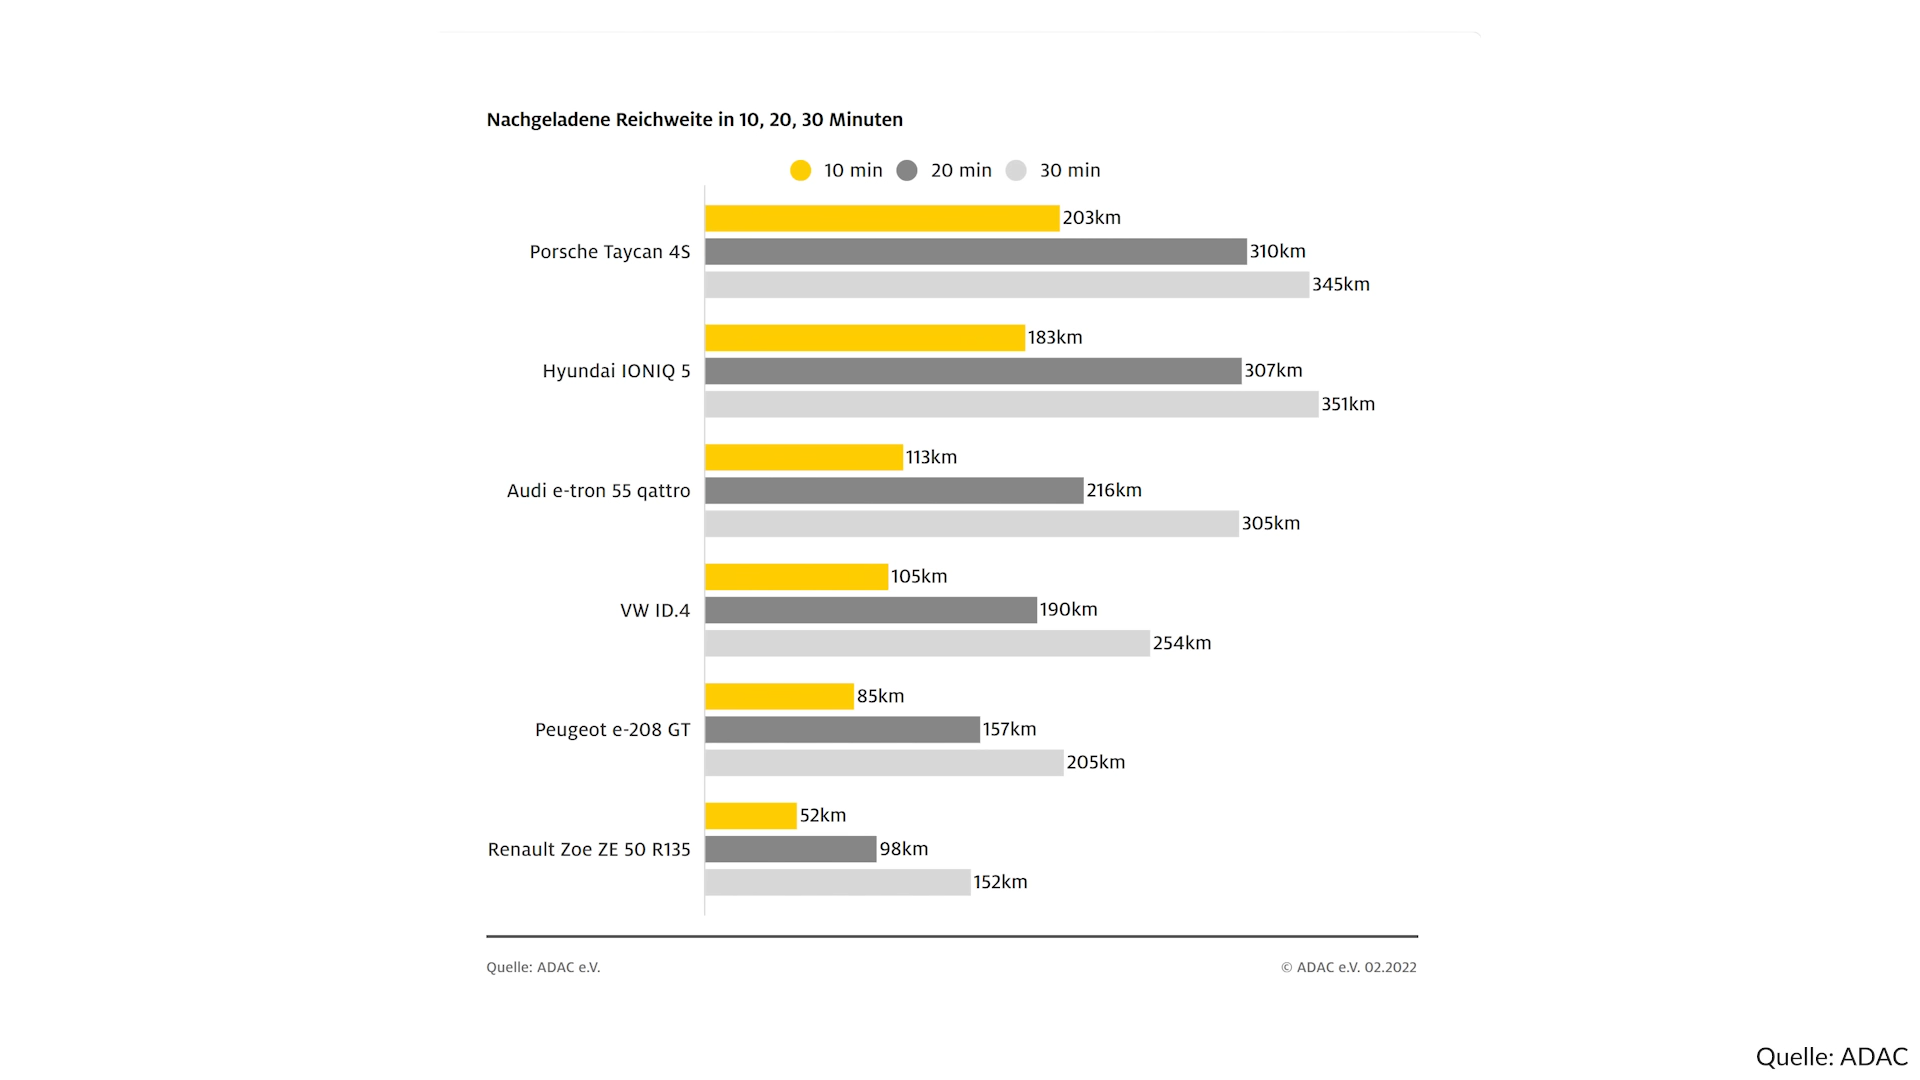 Nachgeladene Reichweite in 10, 20, 30 Minuten
10 min 20 min 30 min
203km
Porsche Taycan 4S 310km
345km
183km
Hyundai IONIQ 5 307km
351km
113km
Audi e-tron 55 qattro 216km
305km
105km
VW ID.4 190km
254km
85km
Peugeot e-208 GT 157km
205km
52km
Renault Zoe ZE 50 R135 98km
152km
Quelle: ADAC e.V. © ADAC e.V. 02.2022
Quelle: ADAC